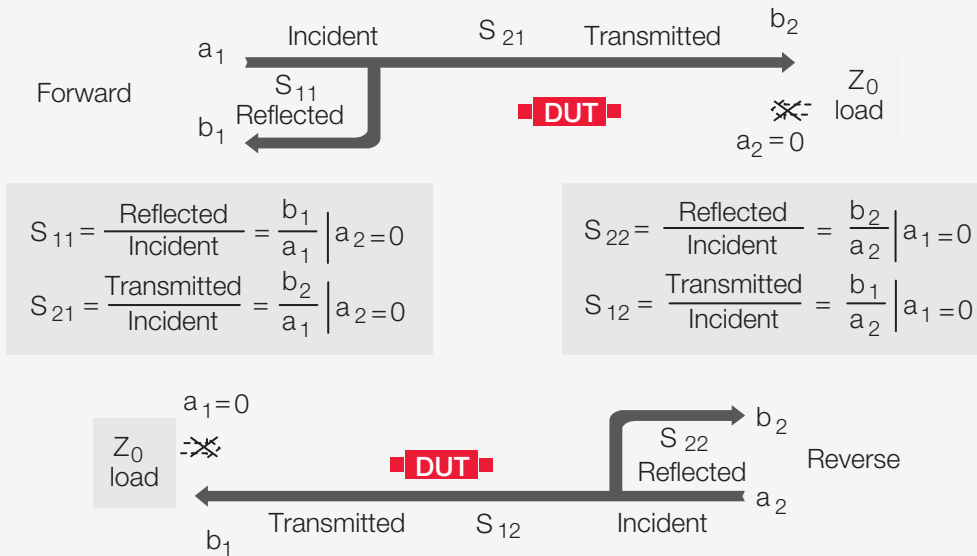 Forward
a1
Incident
S21
Transmitted
b2
S11
Reflected
b1
DUT
a2=0
Z0
load
S11= Reflected / Incident = b1 / a1 | a2=0
S21= Transmitted / Incident = b2 / a1 | a2=0
S22= Reflected / Incident = b2 / a2 | a1=0
S12= Transmitted / Incident = b1 / a2 | a1=0
a1=0
Z0
load
DUT
b2
S22
Reflected
Reverse
a2
b1
Transmitted
S12
Incident